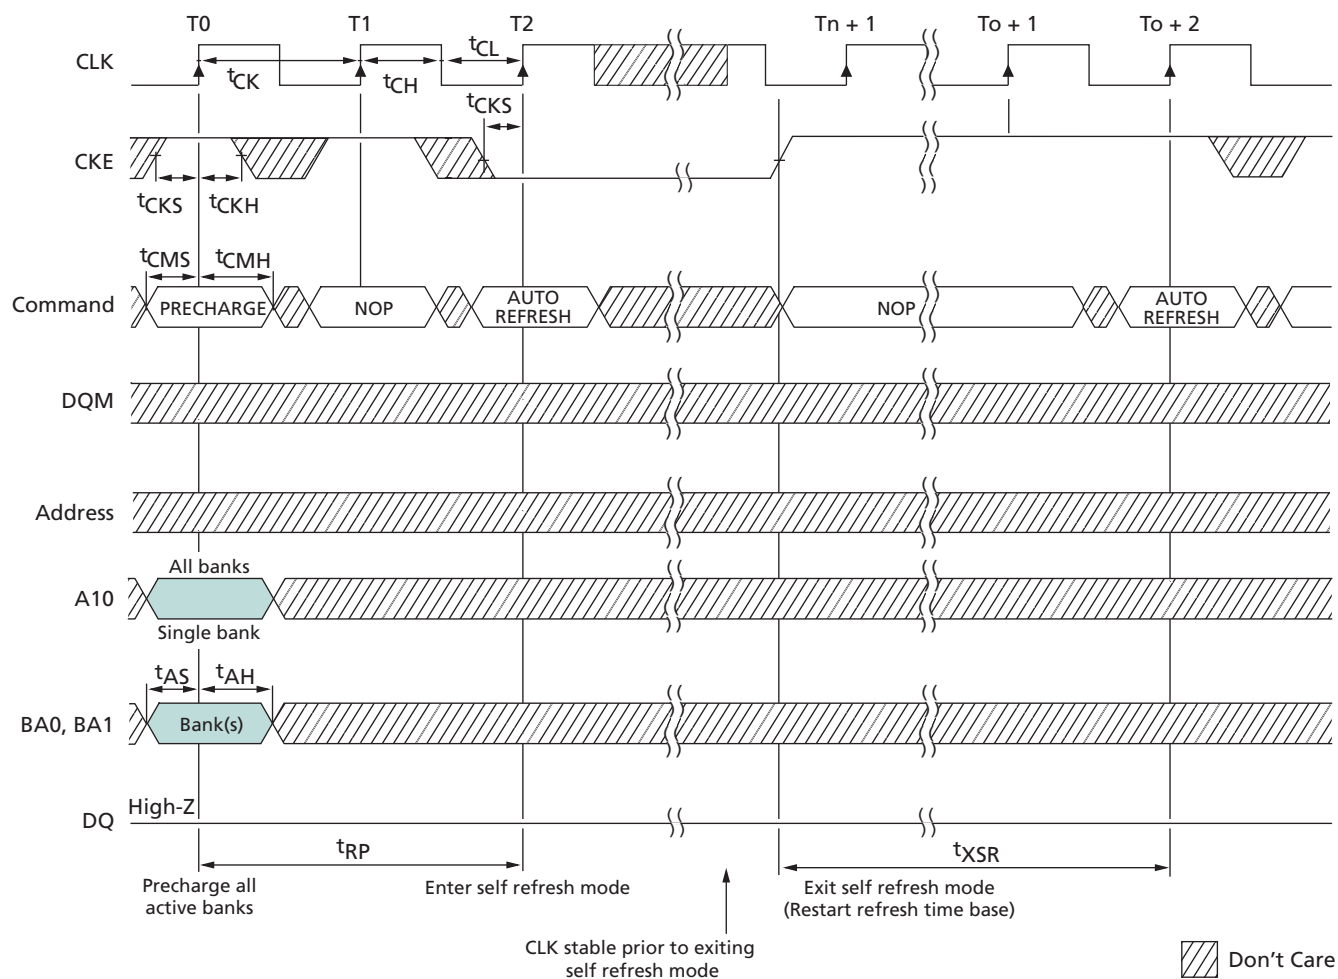 T0 T1 T2 Tn + 1 To + 1 To + 2
CLK
tCK
tCH
tCL
tCKS
CKE
tCKS
tCKH
tCMS
tCMH
Command
PRECHARGE
NOP
AUTO
REFRESH
NOP
AUTO
REFRESH
DQM
Address
All banks
A10
Single bank
tAS
tAH
BA0, BA1
Bank(s)
High-Z
DQ
tRP
tXSR
Precharge all
active banks
Enter self refresh mode
Exit self refresh mode
(Restart refresh time base)
CLK stable prior to exiting
self refresh mode
Don't Care